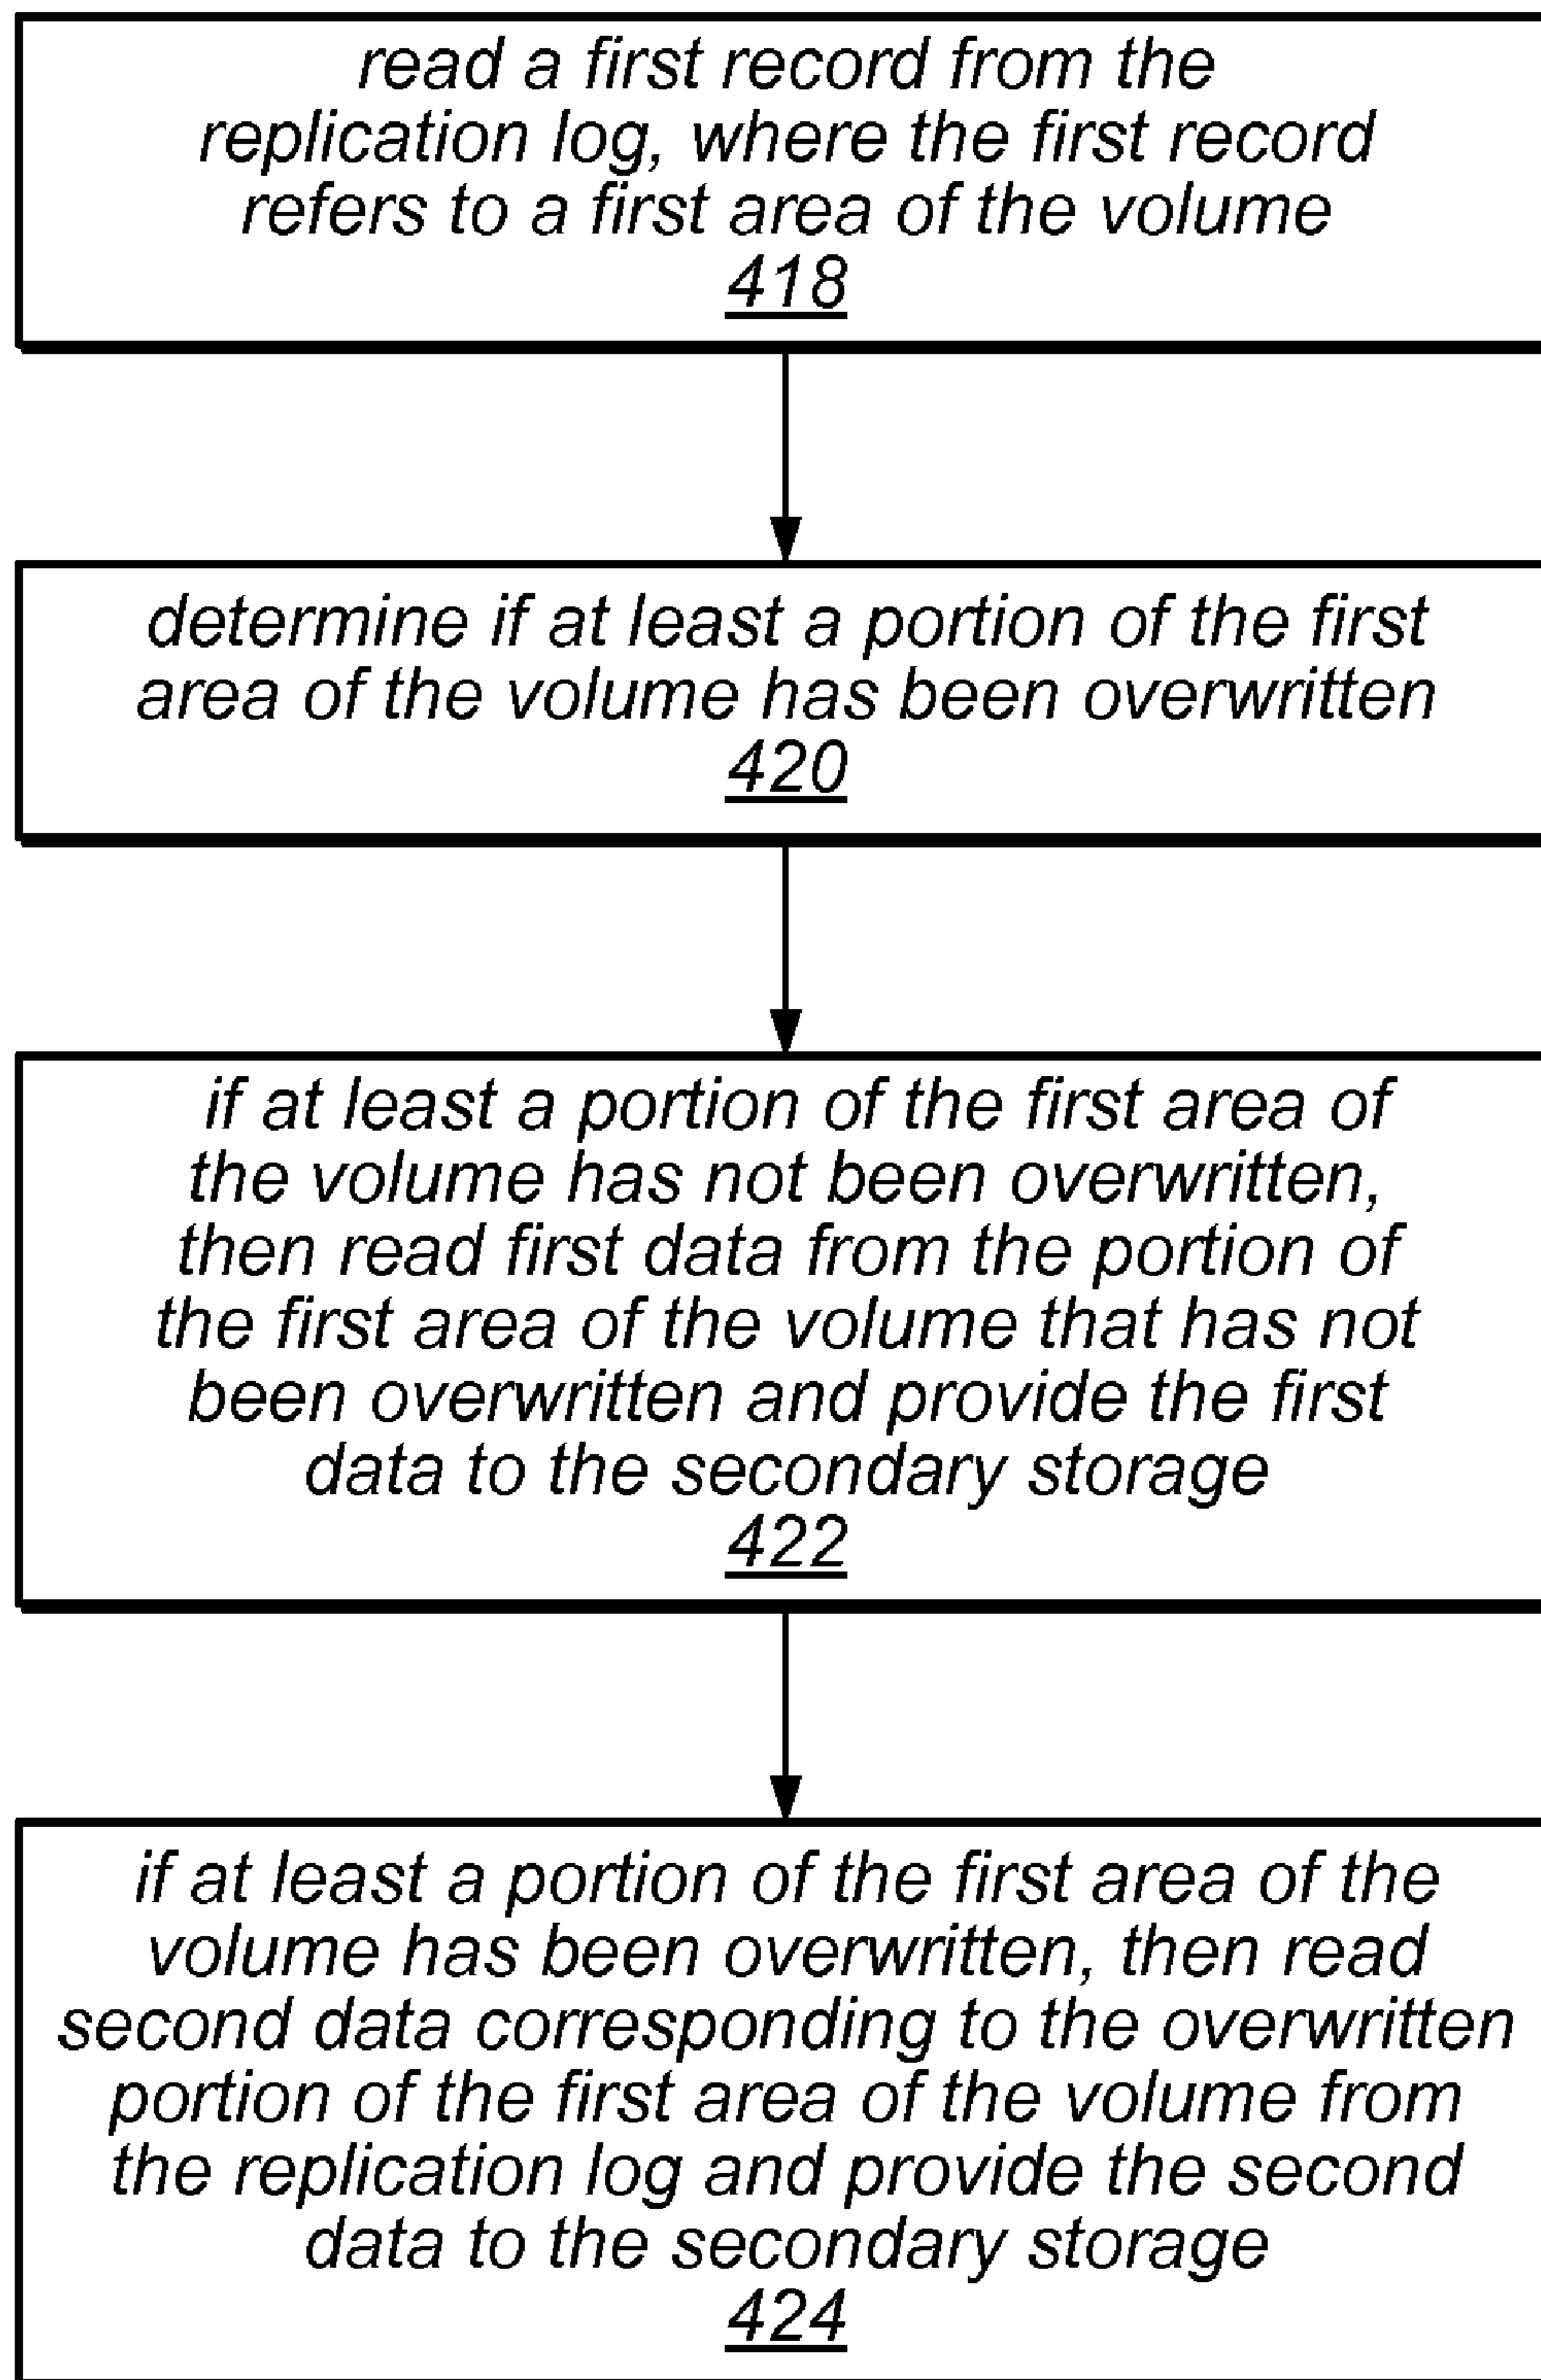 read a first record from the
replication log, where the first record
refers to a first area of the volume
418
determine if at least a portion of the first
area of the volume has been overwritten
420
if at least a portion of the first area of
the volume has not been overwritten,
then read first data from the portion of
the first area of the volume that has not
been overwritten and provide the first
data to the secondary storage
422
if at least a portion of the first area of the
volume has been overwritten, then read
second data corresponding to the overwritten
portion of the first area of the volume from
the replication log and provide the second
data to the secondary storage
424